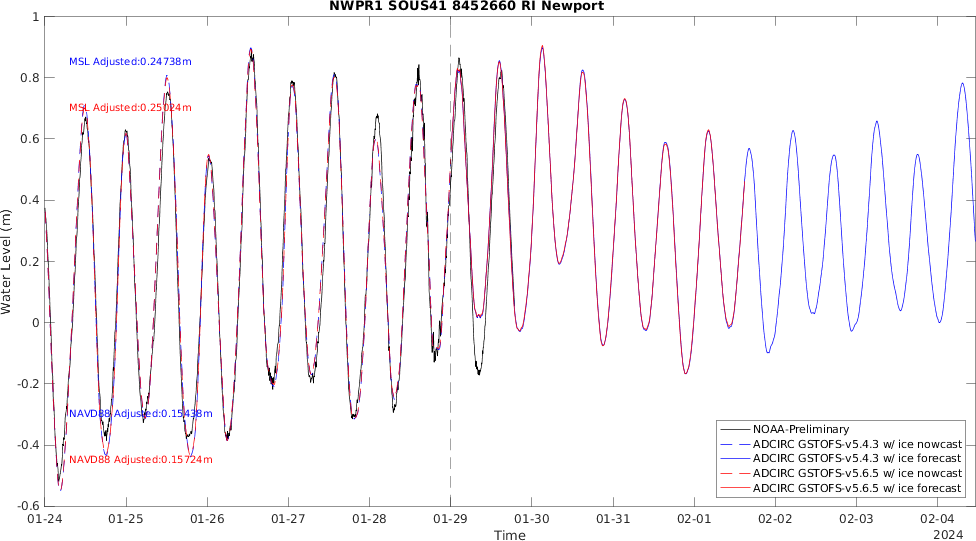 NWPR1 SOUS41 8452660 RI Newport
1
0.8
0.6
0.4
0.2
0
-0.2
-0.4
-0.6
Water Level (m)
MSL Adjusted:0.24738m
MSL Adjusted:0.25024m
NAVD88 Adjusted:0.15438m
NAVD88 Adjusted:0.15724m
NOAA-Preliminary
ADCIRC GSTOFS-v5.4.3 w/ ice nowcast
ADCIRC GSTOFS-v5.4.3 w/ ice forecast
ADCIRC GSTOFS-v5.6.5 w/ ice nowcast
ADCIRC GSTOFS-v5.6.5 w/ ice forecast
01-24 01-25 01-26 01-27 01-28 01-29 01-30 01-31 02-01 02-02 02-03 02-04
Time
2024